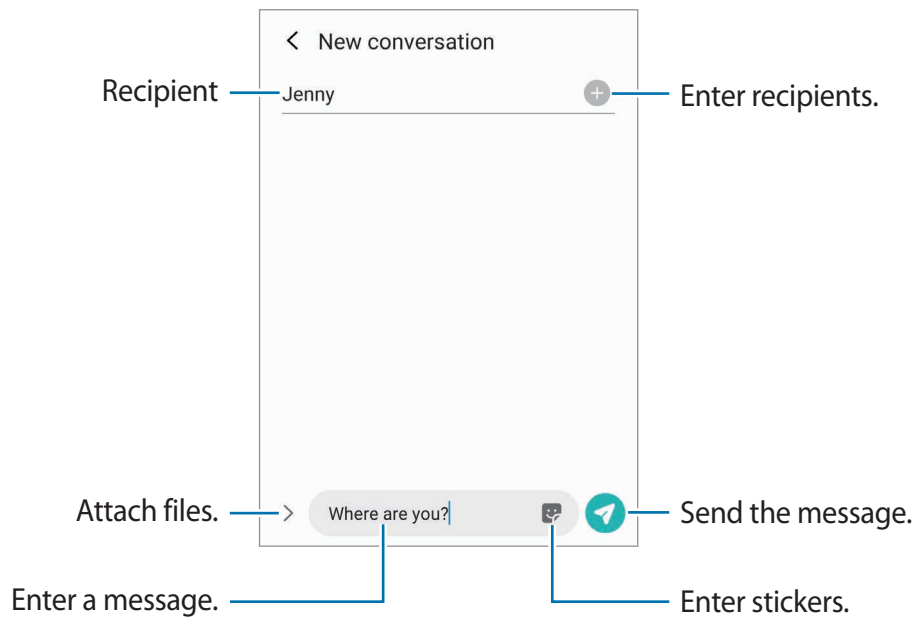 New conversation
Recipient
Jenny
Enter recipients.
Attach files.
Where are you?
Send the message.
Enter a message.
Enter stickers.